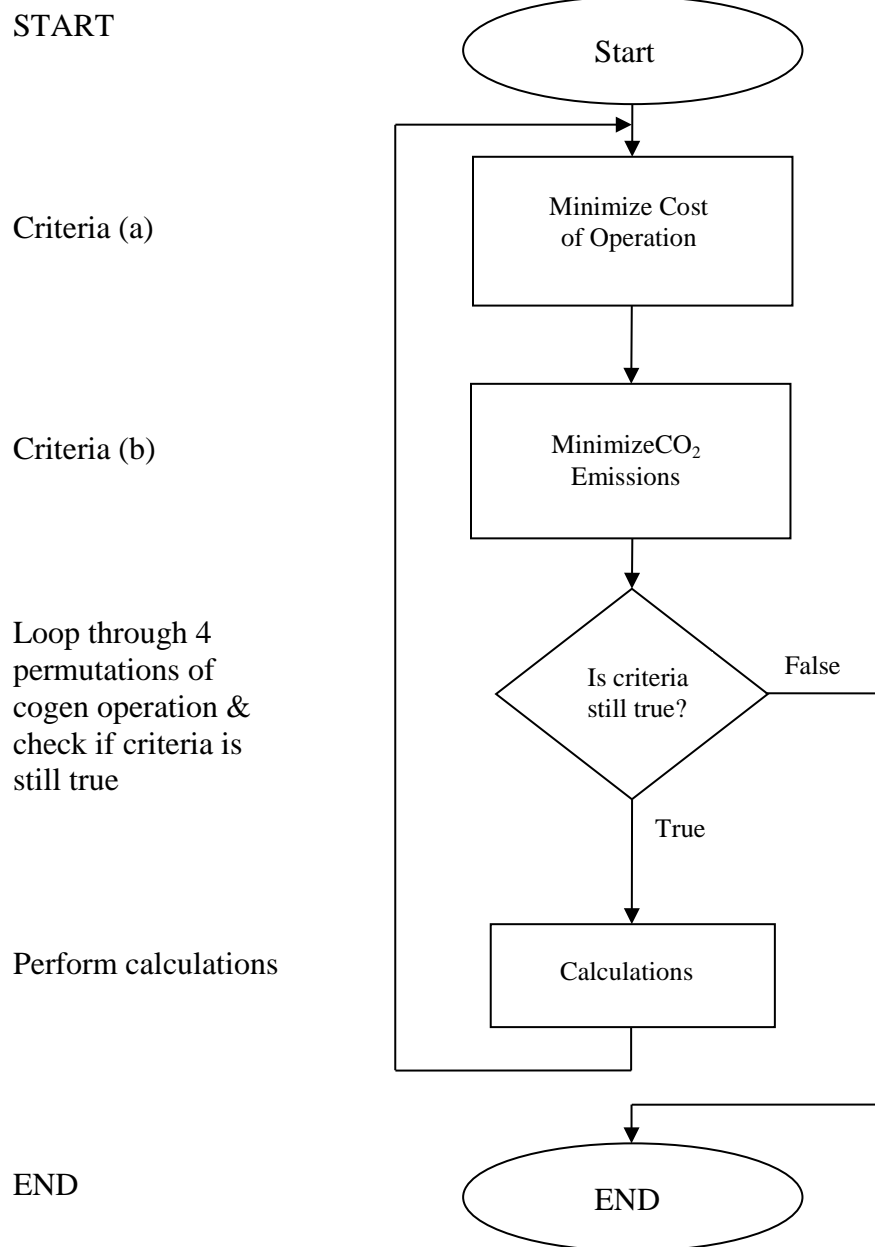 START
Start
Criteria (a)
Minimize Cost
of Operation
Criteria (b)
MinimizeCO₂
Emissions
Loop through 4
permutations of
cogen operation &
check if criteria is
still true
Is criteria
still true?
False
True
Perform calculations
Calculations
END
END